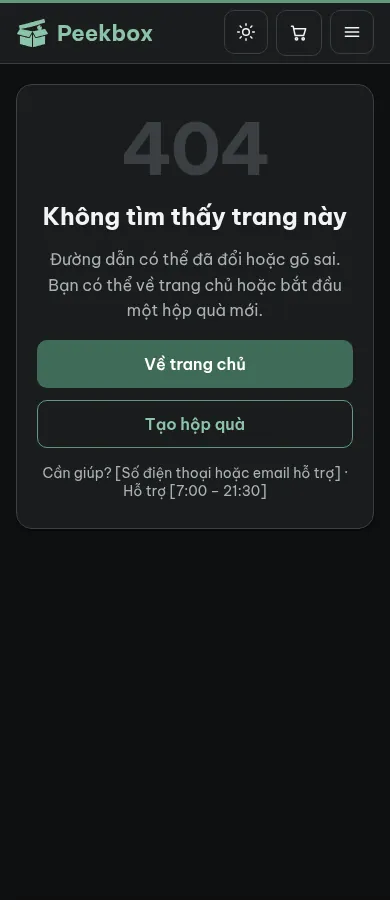 Peekbox
404
Không tìm thấy trang này
Đường dẫn có thể đã đổi hoặc gõ sai.
Bạn có thể về trang chủ hoặc bắt đầu
một hộp quà mới.
Về trang chủ
Tạo hộp quà
Cần giúp? [Số điện thoại hoặc email hỗ trợ] ·
Hỗ trợ [7:00 – 21:30]